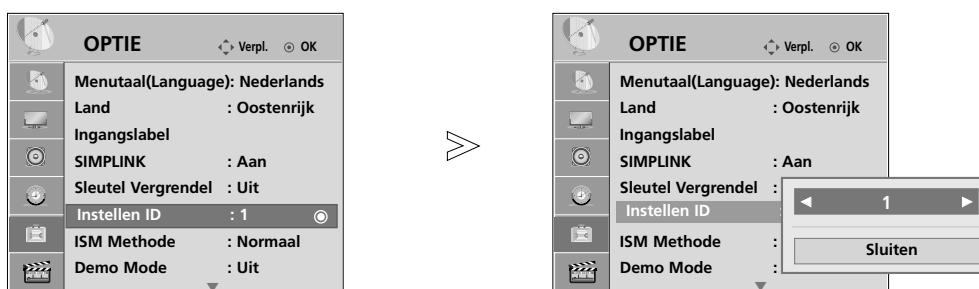 OPTIE Verpl. OK
Menutaal(Language): Nederlands
Land : Oostenrijk
Ingangslabel
SIMPLINK : Aan
Sleutel Vergrendel : Uit
Instellen ID : 1
ISM Methode : Normaal
Demo Mode : Uit
OPTIE Verpl. OK
Menutaal(Language): Nederlands
Land : Oostenrijk
Ingangslabel
SIMPLINK : Aan
Sleutel Vergrendel :
Instellen ID
ISM Methode :
Demo Mode :
1
Sluiten